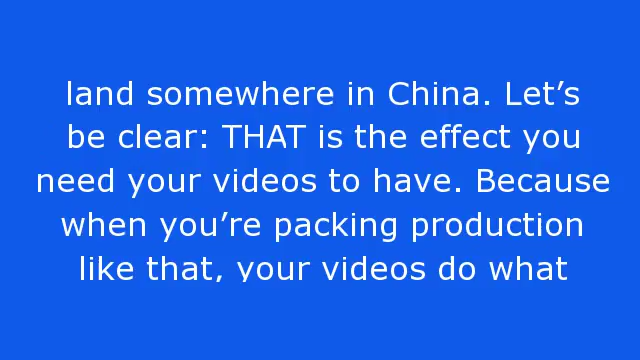 land somewhere in China. Let’s
be clear: THAT is the effect you
need your videos to have. Because
when you’re packing production
like that, your videos do what